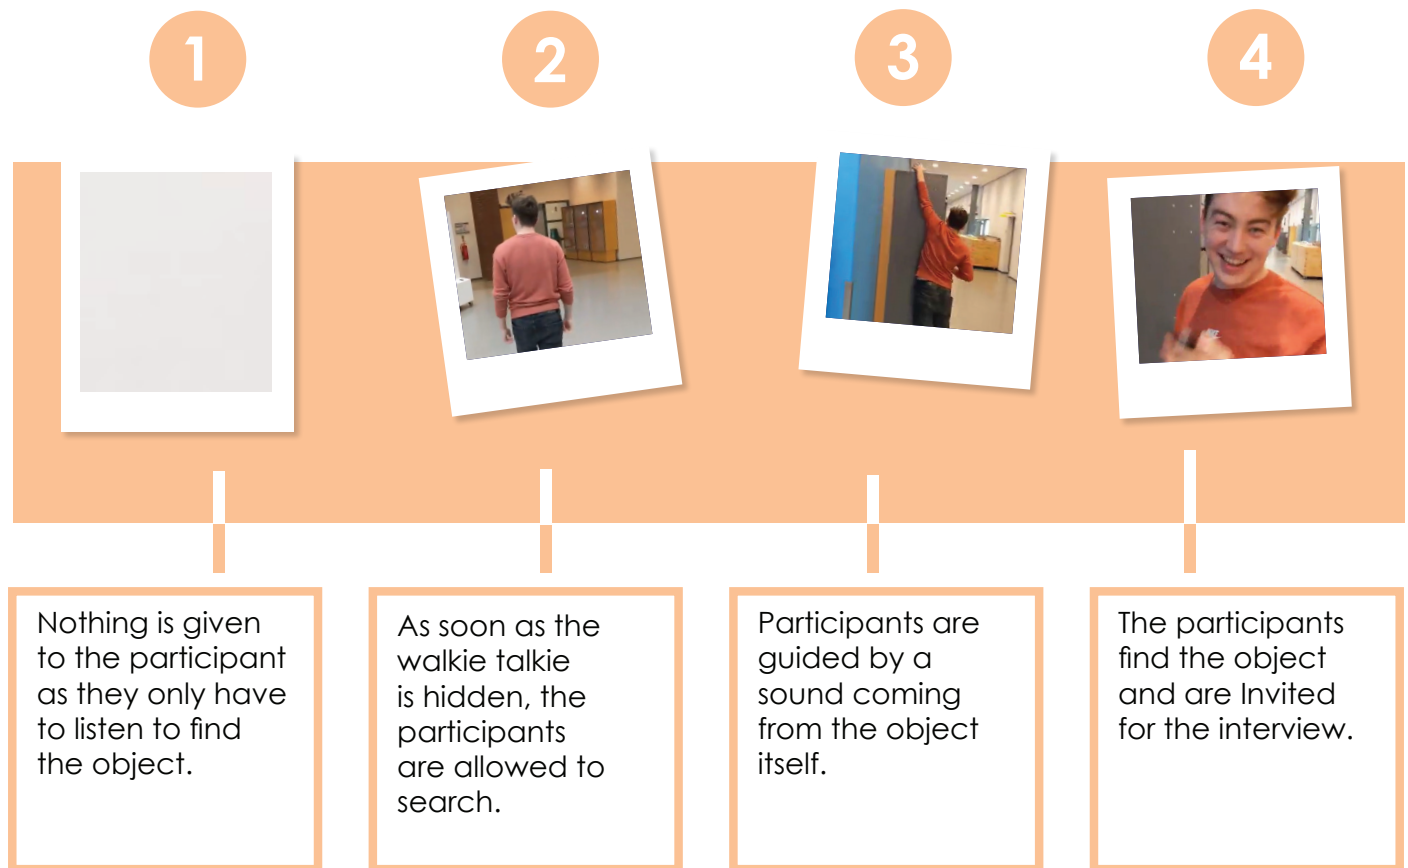 1
2
3
4
Nothing is given
to the participant
as they only have
to listen to find
the object.
As soon as the
walkie talkie
is hidden, the
participants
are allowed to
search.
Participants are
guided by a
sound coming
from the object
itself.
The participants
find the object
and are Invited
for the interview.